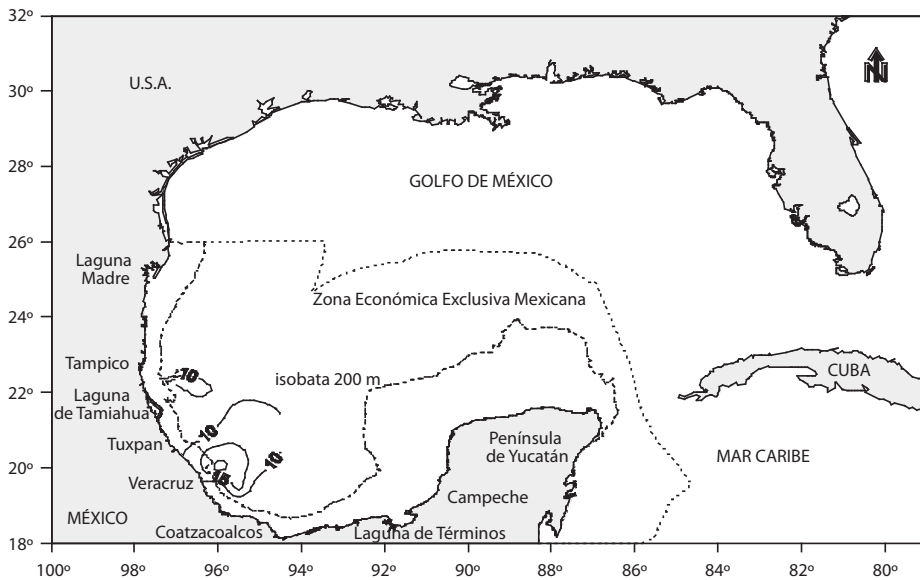 32º
30º
28º
26º
24º
22º
20º
18º
U.S.A.
N
GOLFO DE MÉXICO
Laguna
Madre
Zona Económica Exclusiva Mexicana
Tampico
10
isobata 200 m
CUBA
Laguna
de Tamiahua
10
Tuxpan
10
15
Península
de Yucatán
MAR CARIBE
Veracruz
Campeche
MÉXICO
Coatzacoalcos
Laguna de Términos
100º 98º 96º 94º 92º 90º 88º 86º 84º 82º 80º